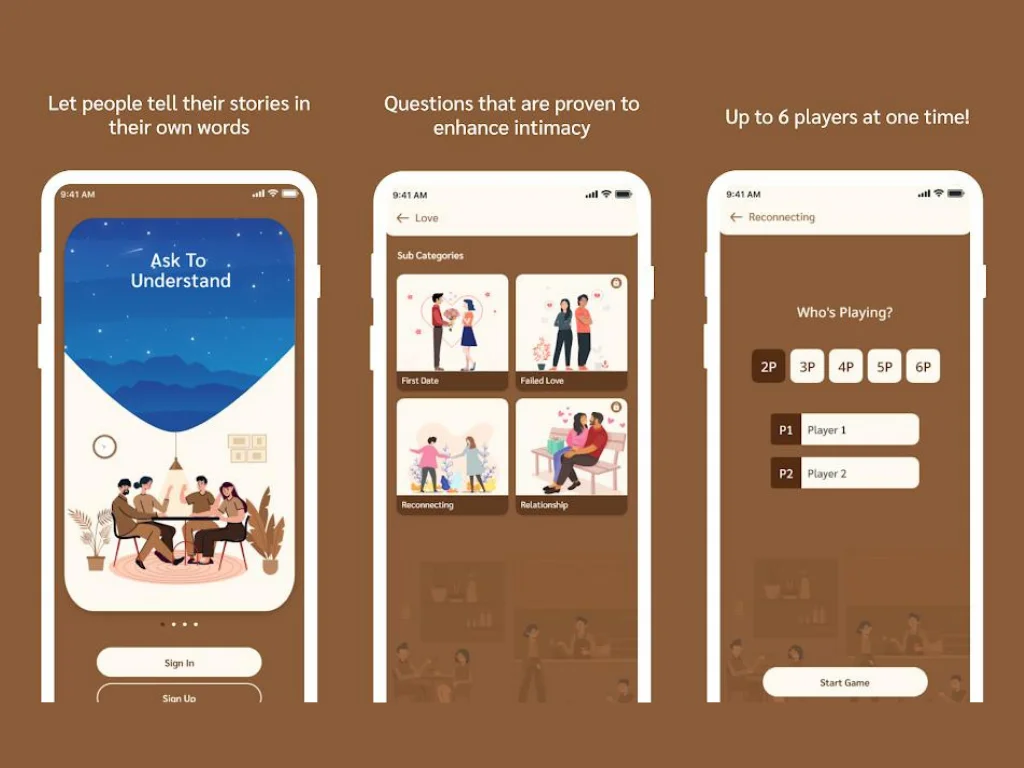 Let people tell their stories in
their own words
9:41 AM
Ask To
Understand
Sign In
Sign Up
Questions that are proven to
enhance intimacy
9:41 AM
Love
Sub Categories
First Date
Failed Love
Reconnecting
Relationship
Up to 6 players at one time!
9:41 AM
Reconnecting
Who's Playing?
2P 3P 4P 5P 6P
P1 Player 1
P2 Player 2
Start Game